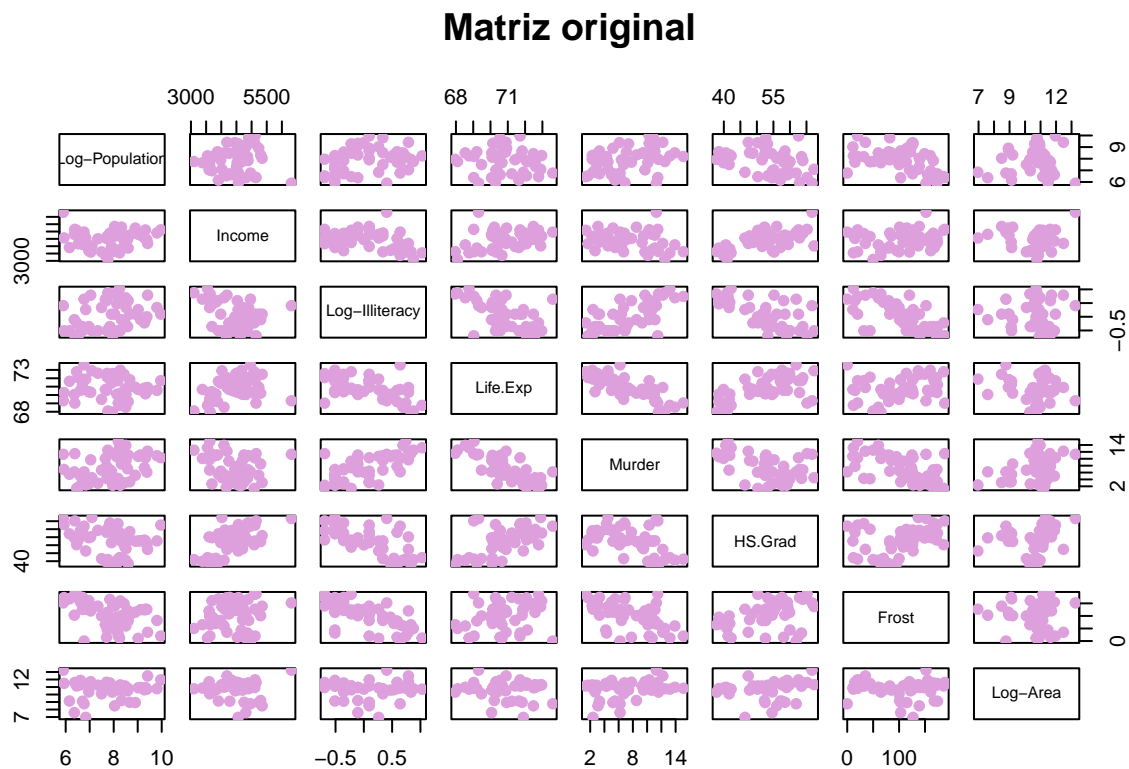 Matriz original
3000 5500 68 71 40 55 7 9 12
Log−Population 6 9
3000 Income
Log−Illiteracy −0.5
68 73 Life.Exp
Murder 2 14
40 HS.Grad
Frost 0
7 12 Log−Area
6 8 10 −0.5 0.5 2 8 14 0 100